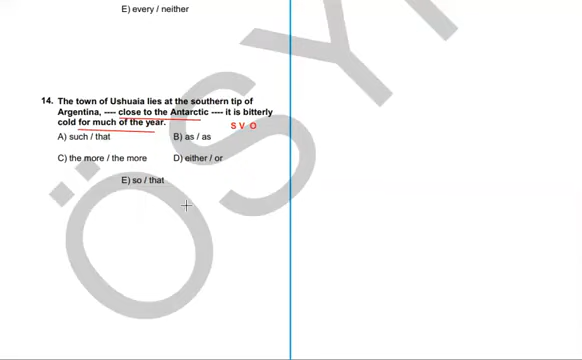 E) every / neither
14. The town of Ushuaia lies at the southern tip of
Argentina, ---- close to the Antarctic ---- it is bitterly
cold for much of the year.
S V O
A) such / that B) as / as
C) the more / the more D) either / or
E) so / that
ÖSYM